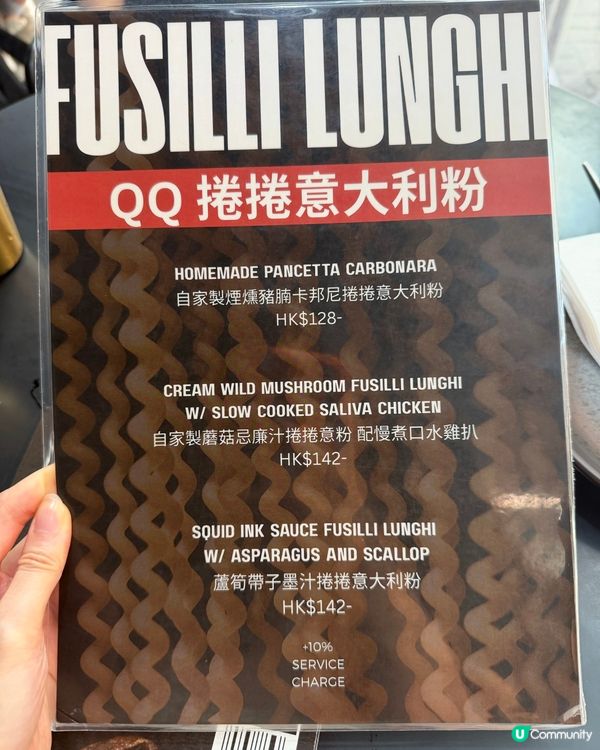 FUSILLI LUNGHI
QQ 捲捲意大利粉
HOMEMADE PANCETTA CARBONARA
自家製煙燻豬腩卡邦尼捲捲意大利粉
HK$128-
CREAM WILD MUSHROOM FUSILLI LUNGHI
W/ SLOW COOKED SALIVA CHICKEN
自家製蘑菇忌廉汁捲捲意粉 配慢煮口水雞扒
HK$142-
SQUID INK SAUCE FUSILLI LUNGHI
W/ ASPARAGUS AND SCALLOP
蘆筍帶子墨汁捲捲意大利粉
HK$142-
+10%
SERVICE
CHARGE
U Community